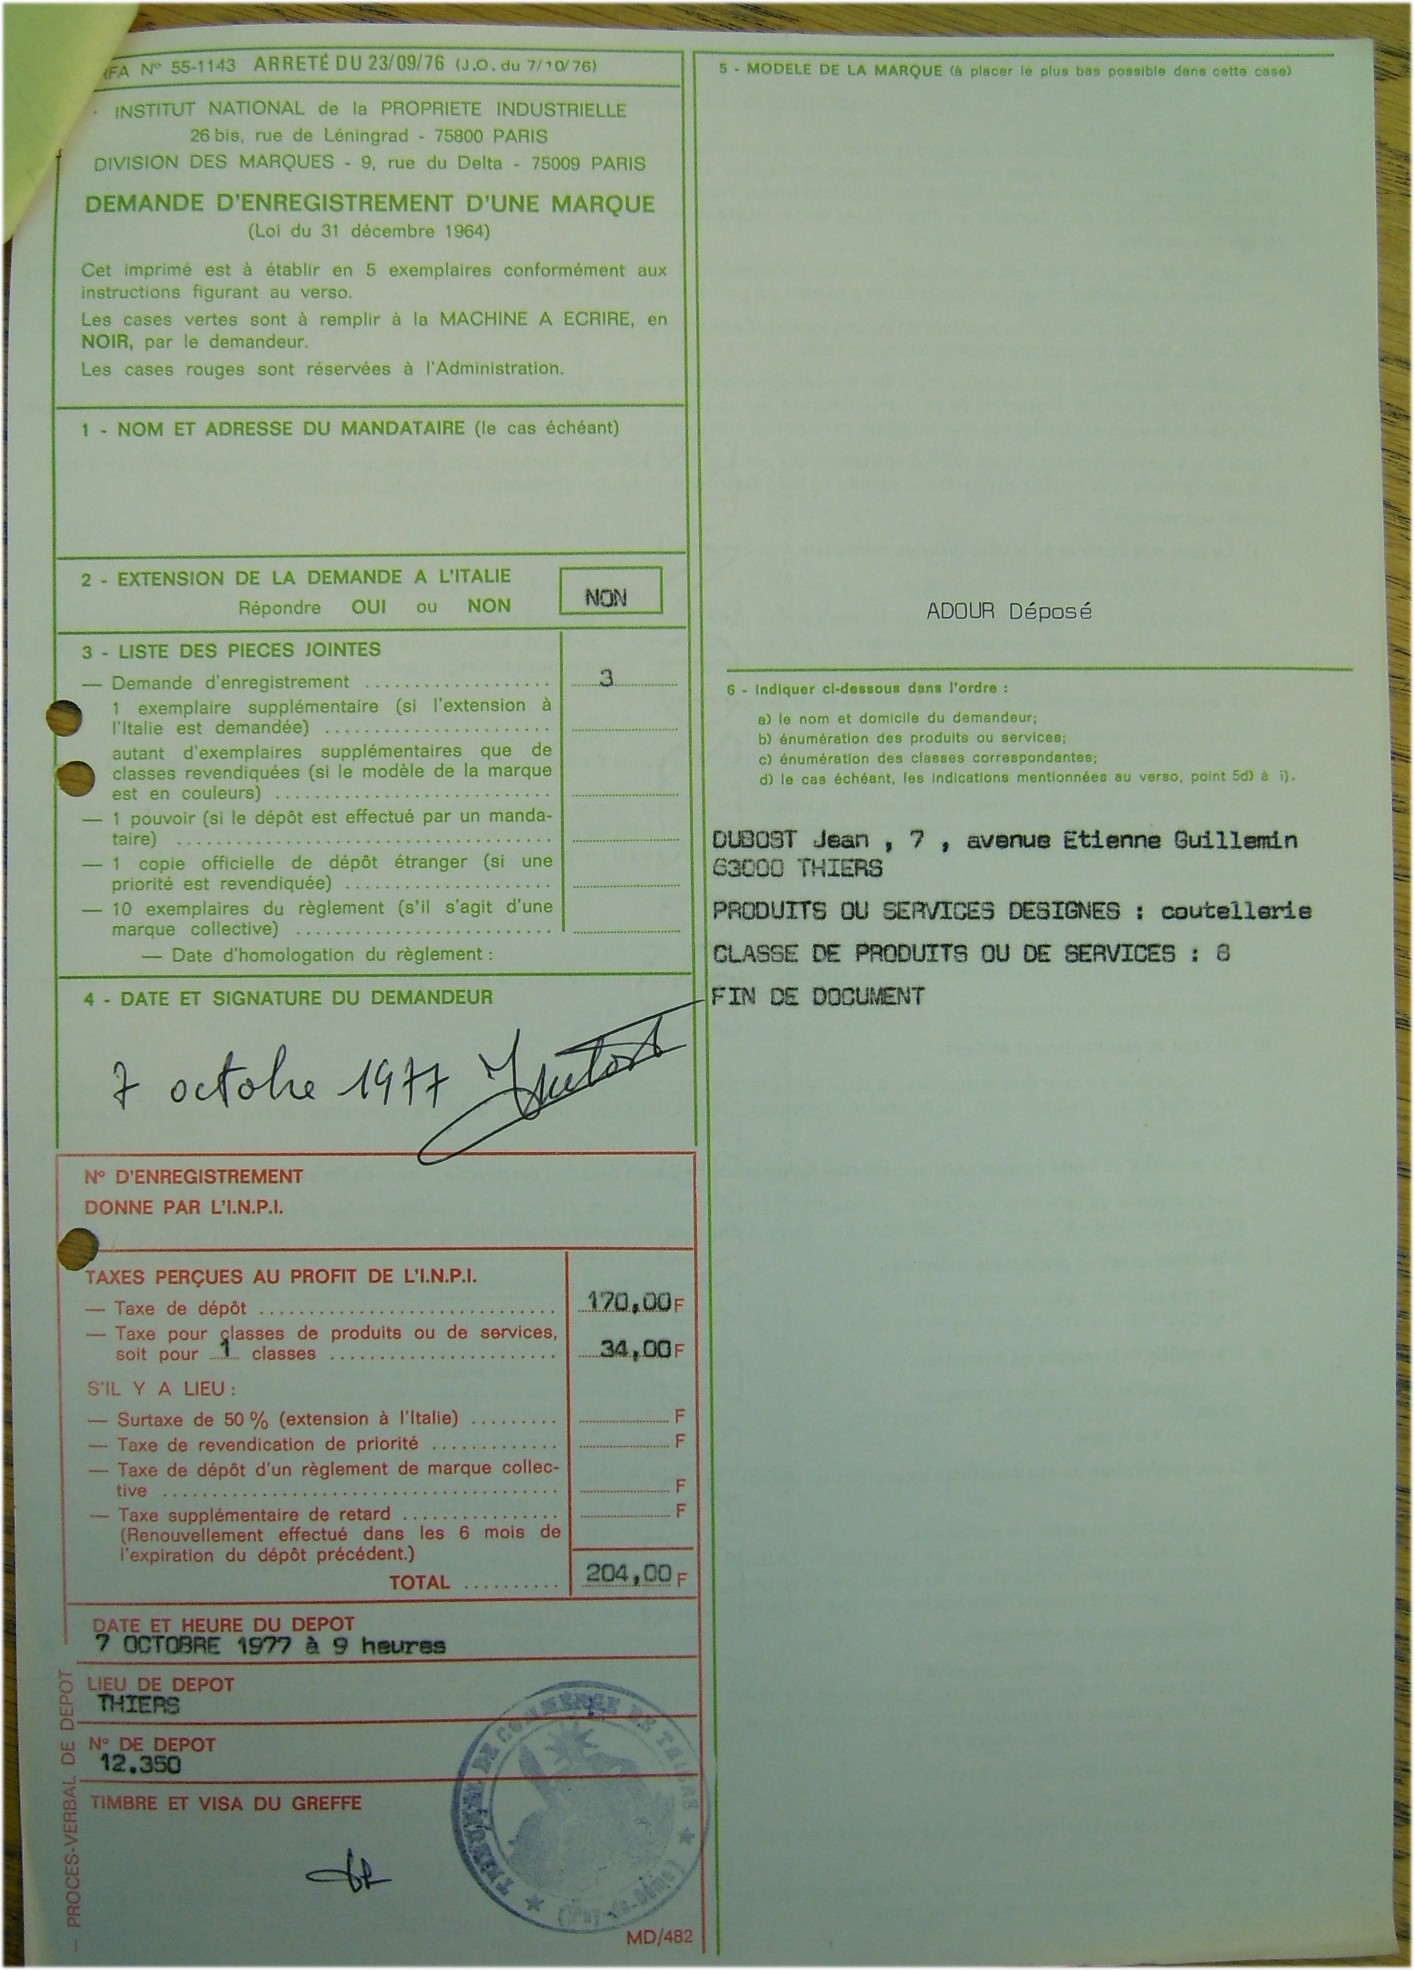 RFA N° 55-1143 ARRETÉ DU 23/09/76 (J.O. du 7/10/76)
INSTITUT NATIONAL de la PROPRIETE INDUSTRIELLE
26 bis, rue de Léningrad - 75800 PARIS
DIVISION DES MARQUES - 9, rue du Delta - 75009 PARIS
DEMANDE D'ENREGISTREMENT D'UNE MARQUE
(Loi du 31 décembre 1964)
Cet imprimé est à établir en 5 exemplaires conformément aux
instructions figurant au verso.
Les cases vertes sont à remplir à la MACHINE A ECRIRE, en
NOIR, par le demandeur.
Les cases rouges sont réservées à l'Administration.
1 - NOM ET ADRESSE DU MANDATAIRE (le cas échéant)
2 - EXTENSION DE LA DEMANDE A L'ITALIE
Répondre OUI ou NON NON
3 - LISTE DES PIECES JOINTES
— Demande d'enregistrement .................. 3
1 exemplaire supplémentaire (si l'extension à
l'Italie est demandée) ......................
autant d'exemplaires supplémentaires que de
classes revendiquées (si le modèle de la marque
est en couleurs) ..........................
— 1 pouvoir (si le dépôt est effectué par un manda-
taire) ....................................
— 1 copie officielle de dépôt étranger (si une
priorité est revendiquée) ....................
— 10 exemplaires du règlement (s'il s'agit d'une
marque collective) ........................
— Date d'homologation du règlement :
4 - DATE ET SIGNATURE DU DEMANDEUR
7 octobre 1977
N° D'ENREGISTREMENT
DONNE PAR L'I.N.P.I.
TAXES PERÇUES AU PROFIT DE L'I.N.P.I.
— Taxe de dépôt .............................. 170,00 F
— Taxe pour classes de produits ou de services,
soit pour 1 classes ...................... 34,00 F
S'IL Y A LIEU :
— Surtaxe de 50 % (extension à l'Italie) ......... F
— Taxe de revendication de priorité ............. F
— Taxe de dépôt d'un règlement de marque collec-
tive ........................................ F
— Taxe supplémentaire de retard ................ F
(Renouvellement effectué dans les 6 mois de
l'expiration du dépôt précédent.)
TOTAL .......... 204,00 F
DATE ET HEURE DU DEPOT
7 OCTOBRE 1977 à 9 heures
LIEU DE DEPOT
THIERS
N° DE DEPOT
12.350
TIMBRE ET VISA DU GREFFE
— PROCES-VERBAL DE DEPOT
TRIBUNAL DE COMMERCE DE THIERS
(Puy-de-Dôme)
MD/482
5 - MODELE DE LA MARQUE (à placer le plus bas possible dans cette case)
ADOUR Déposé
6 - Indiquer ci-dessous dans l'ordre :
a) le nom et domicile du demandeur;
b) énumération des produits ou services;
c) énumération des classes correspondantes;
d) le cas échéant, les indications mentionnées au verso, point 5d) à i).
DUBOST Jean , 7 , avenue Etienne Guillemin
63000 THIERS
PRODUITS OU SERVICES DESIGNES : coutellerie
CLASSE DE PRODUITS OU DE SERVICES : 8
FIN DE DOCUMENT